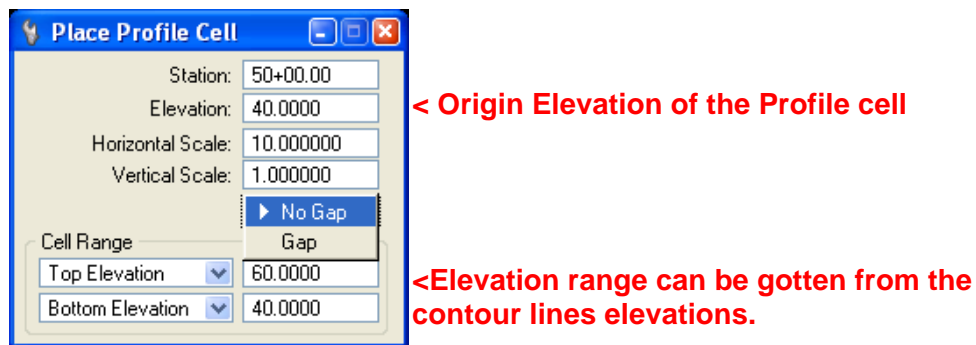 Place Profile Cell
Station: 50+00.00
Elevation: 40.0000
< Origin Elevation of the Profile cell
Horizontal Scale: 10.000000
Vertical Scale: 1.000000
No Gap
Gap
Cell Range
Top Elevation 60.0000
Bottom Elevation 40.0000
<Elevation range can be gotten from the
contour lines elevations.